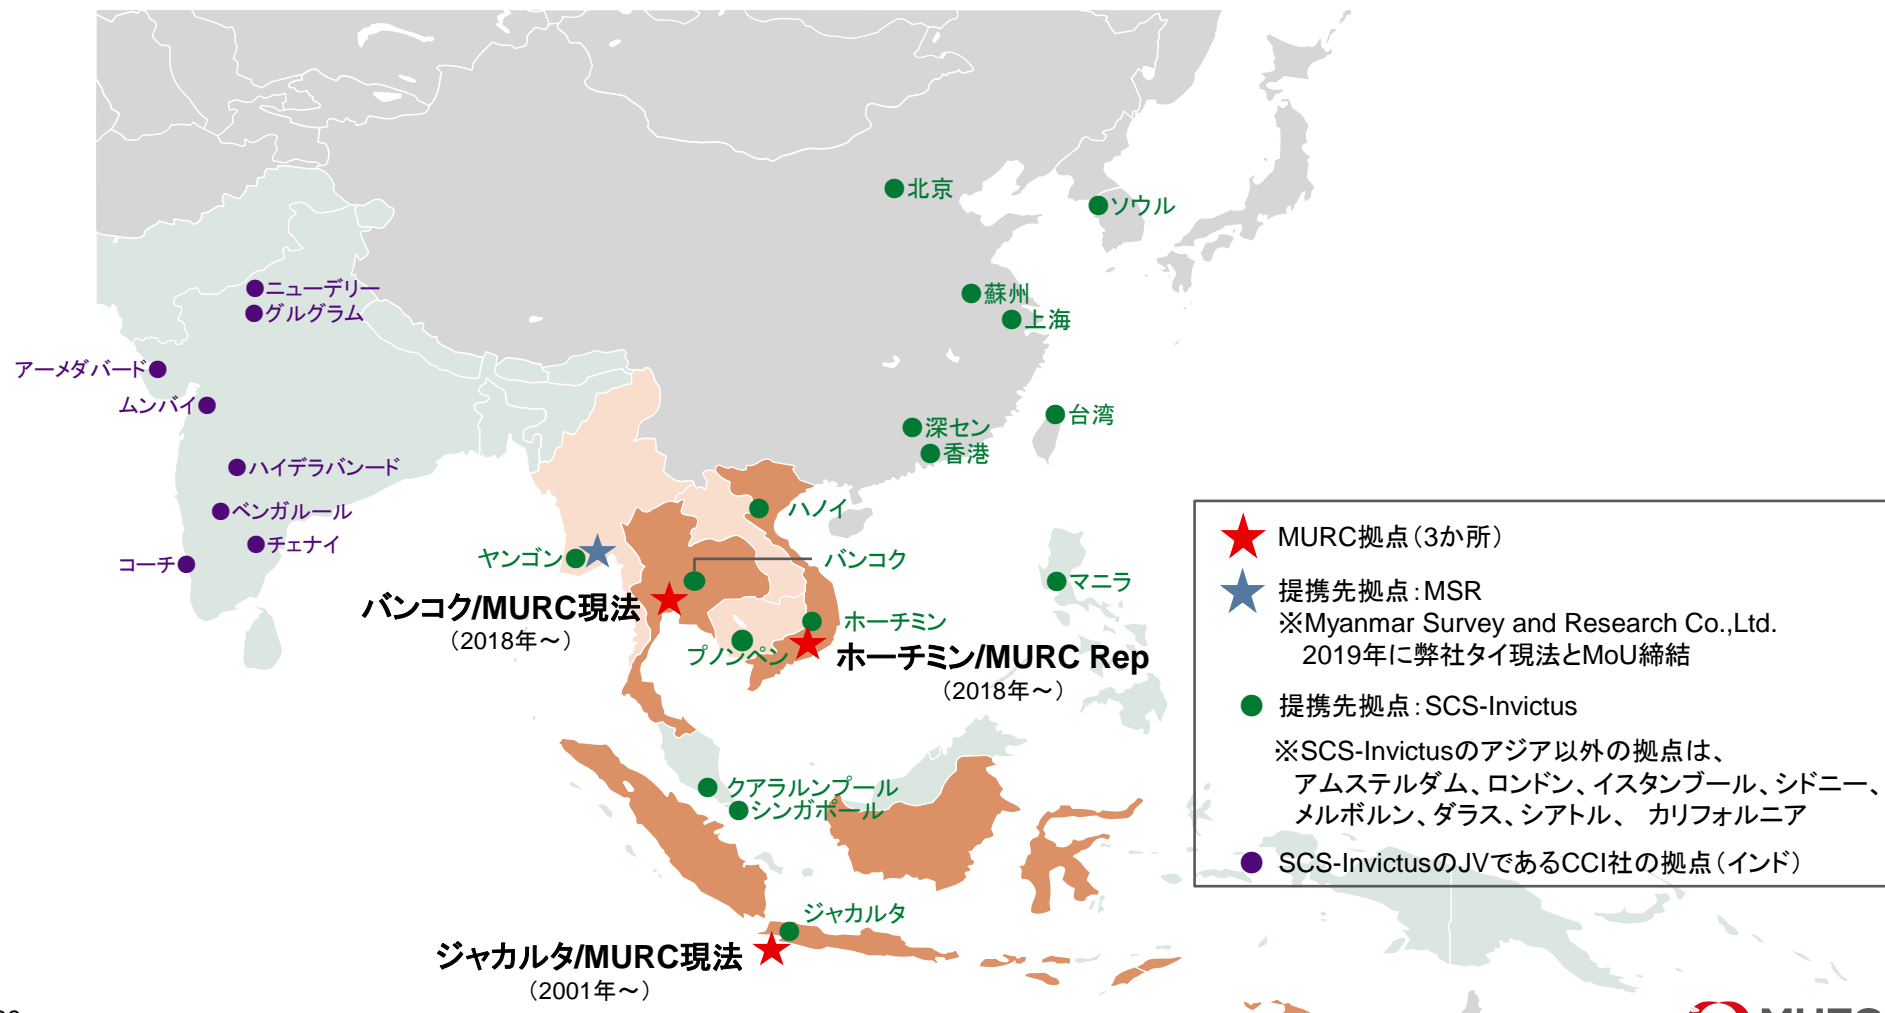 北京
ソウル
ニューデリー
グルグラム
蘇州
上海
アーメダバード
ムンバイ
台湾
深セン
香港
ハイデラバンード
ベンガルール
ハノイ
チェナイ
コーチ
ヤンゴン
バンコク
マニラ
バンコク/MURC現法
（2018年～）
ホーチミン
プノンペン
ホーチミン/MURC Rep
（2018年～）
クアラルンプール
シンガポール
ジャカルタ
ジャカルタ/MURC現法
（2001年～）
MURC拠点（3か所）
提携先拠点：MSR
※Myanmar Survey and Research Co.,Ltd.
2019年に弊社タイ現法とMoU締結
提携先拠点：SCS-Invictus
※SCS-Invictusのアジア以外の拠点は、
アムステルダム、ロンドン、イスタンブール、シドニー、
メルボルン、ダラス、シアトル、 カリフォルニア
SCS-InvictusのJVであるCCI社の拠点（インド）